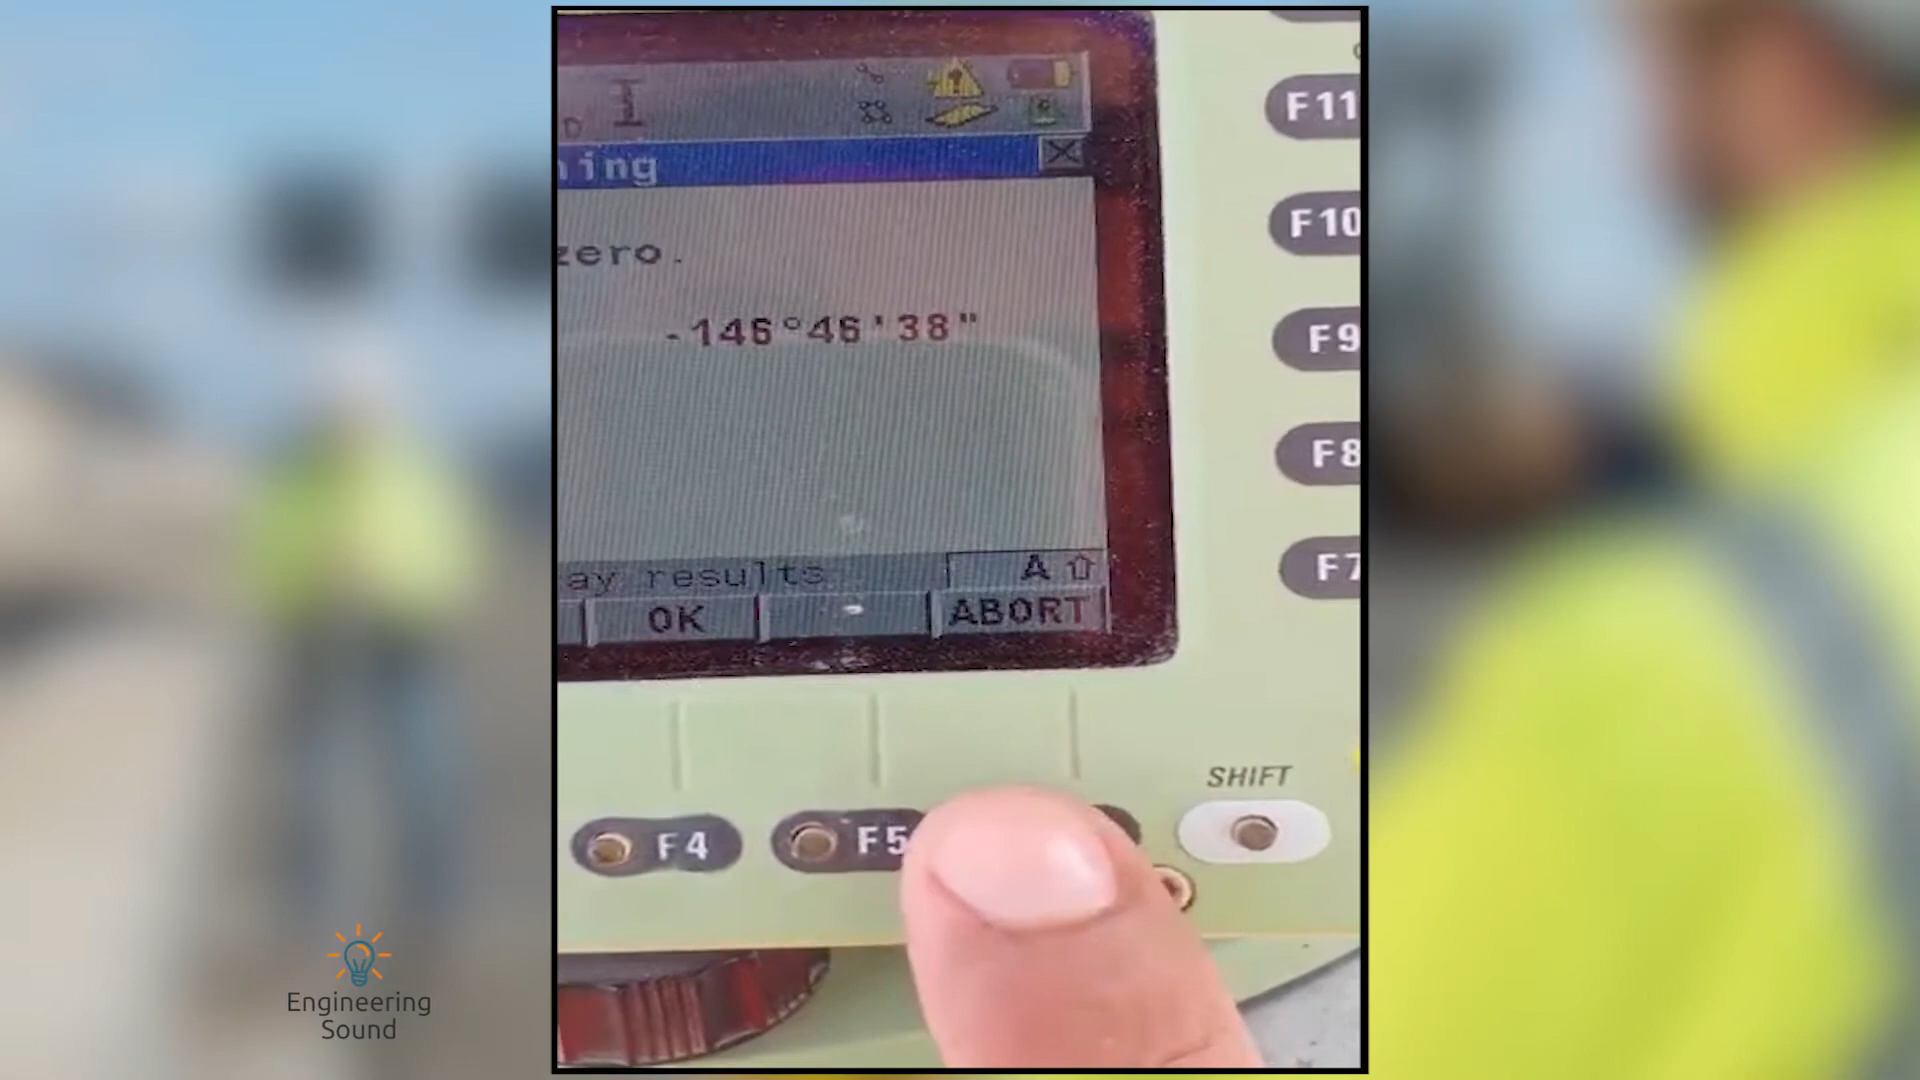 ning
zero.
-146°46'38"
ay results
A
OK
ABORT
F11
F10
F9
F8
F7
SHIFT
F4
F5
Engineering
Sound